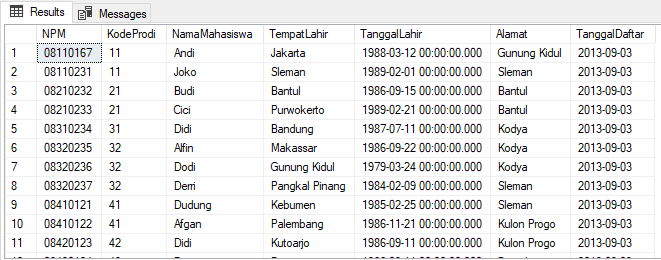 Results Messages
NPM KodeProdi NamaMahasiswa TempatLahir TanggalLahir Alamat TanggalDaftar
1 08110167 11 Andi Jakarta 1988-03-12 00:00:00.000 Gunung Kidul 2013-09-03
2 08110231 11 Joko Sleman 1989-02-01 00:00:00.000 Sleman 2013-09-03
3 08210232 21 Budi Bantul 1986-09-15 00:00:00.000 Bantul 2013-09-03
4 08210233 21 Cici Purwokerto 1989-02-21 00:00:00.000 Bantul 2013-09-03
5 08310234 31 Didi Bandung 1987-07-11 00:00:00.000 Kodya 2013-09-03
6 08320235 32 Alfin Makassar 1986-09-22 00:00:00.000 Kodya 2013-09-03
7 08320236 32 Dodi Gunung Kidul 1979-03-24 00:00:00.000 Kodya 2013-09-03
8 08320237 32 Derri Pangkal Pinang 1984-02-09 00:00:00.000 Sleman 2013-09-03
9 08410121 41 Dudung Kebumen 1985-02-25 00:00:00.000 Sleman 2013-09-03
10 08410122 41 Afgan Palembang 1986-11-21 00:00:00.000 Kulon Progo 2013-09-03
11 08420123 42 Didi Kutoarjo 1986-09-11 00:00:00.000 Kulon Progo 2013-09-03